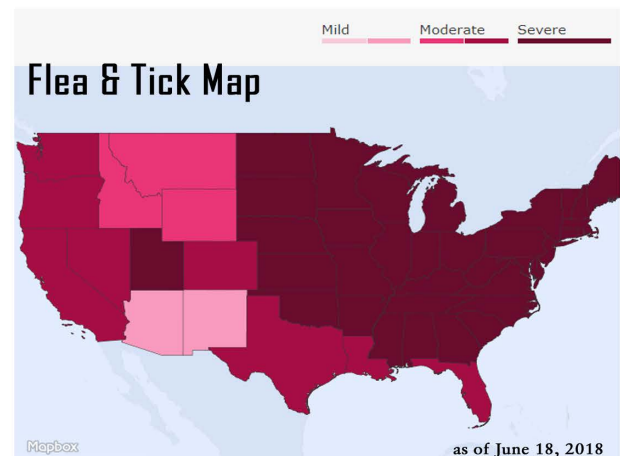 Mild Moderate Severe
Flea & Tick Map
Mapbox
as of June 18, 2018